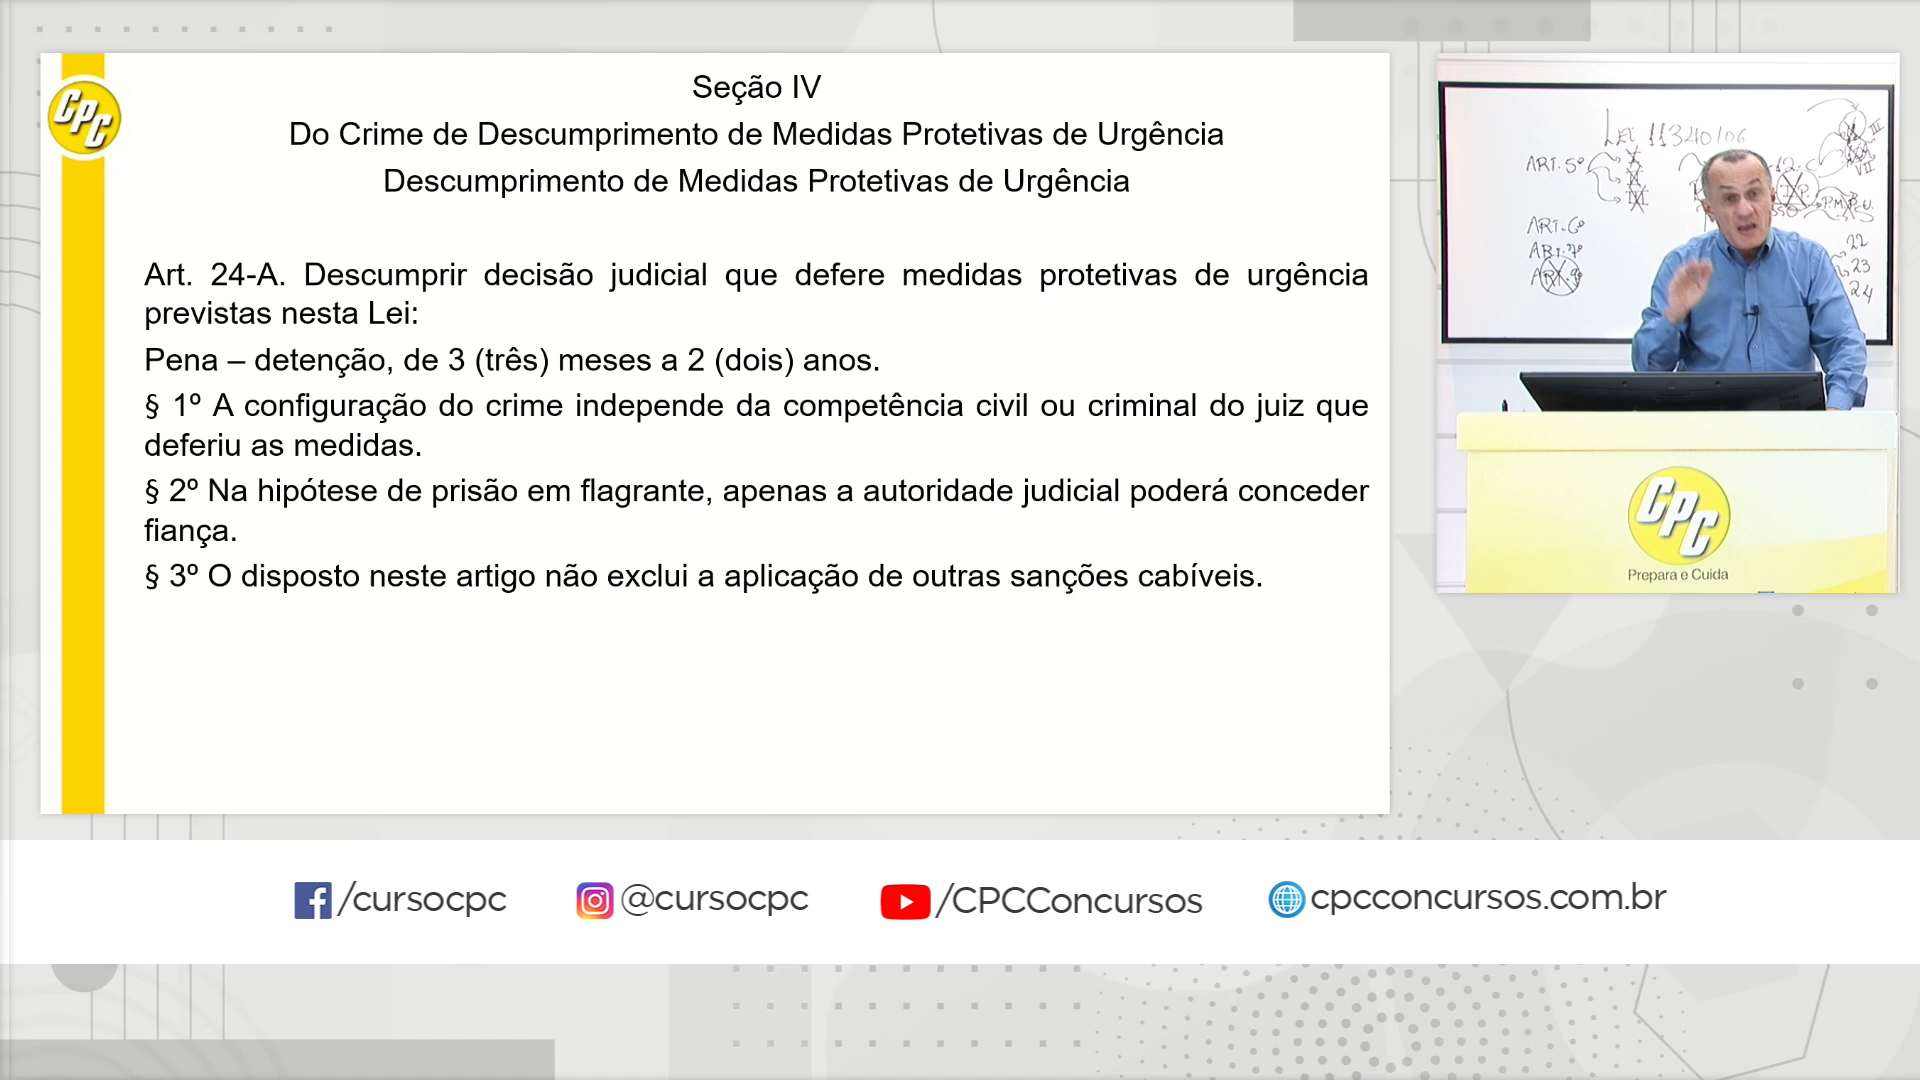 CPC
Seção IV
Do Crime de Descumprimento de Medidas Protetivas de Urgência
Descumprimento de Medidas Protetivas de Urgência
Art. 24-A. Descumprir decisão judicial que defere medidas protetivas de urgência
previstas nesta Lei:
Pena – detenção, de 3 (três) meses a 2 (dois) anos.
§ 1º A configuração do crime independe da competência civil ou criminal do juiz que
deferiu as medidas.
§ 2º Na hipótese de prisão em flagrante, apenas a autoridade judicial poderá conceder
fiança.
§ 3º O disposto neste artigo não exclui a aplicação de outras sanções cabíveis.
LEI 11340/06
ART. 5º
ART. 6º
ART. 7º
ART. 9º
12-C
P.M.P.U.
22
23
24
CPC
Prepara e Cuida
/cursocpc
@cursocpc
/CPCConcursos
cpcconcursos.com.br